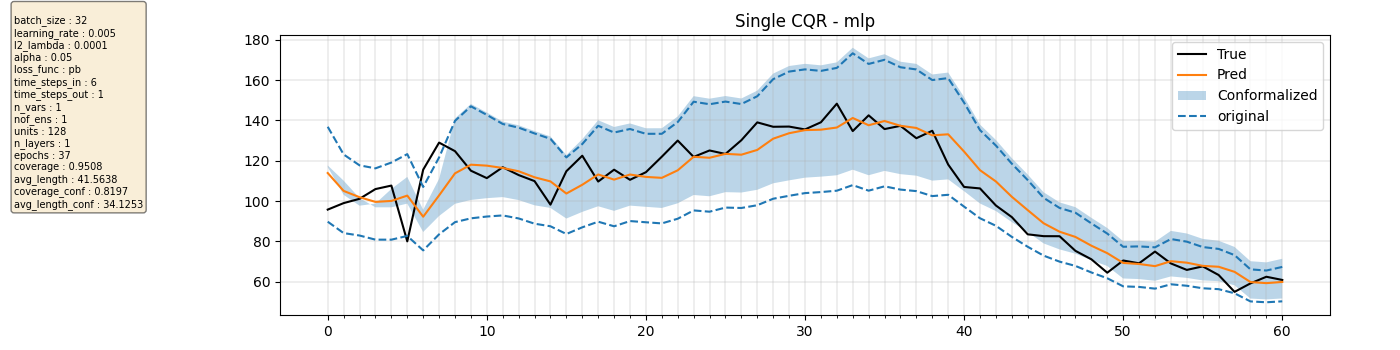 batch_size : 32
learning_rate : 0.005
l2_lambda : 0.0001
alpha : 0.05
loss_func : pb
time_steps_in : 6
time_steps_out : 1
n_vars : 1
nof_ens : 1
units : 128
n_layers : 1
epochs : 37
coverage : 0.9508
avg_length : 41.5638
coverage_conf : 0.8197
avg_length_conf : 34.1253
Single CQR - mlp
180
160
140
120
100
80
60
True
Pred
Conformalized
original
0 10 20 30 40 50 60